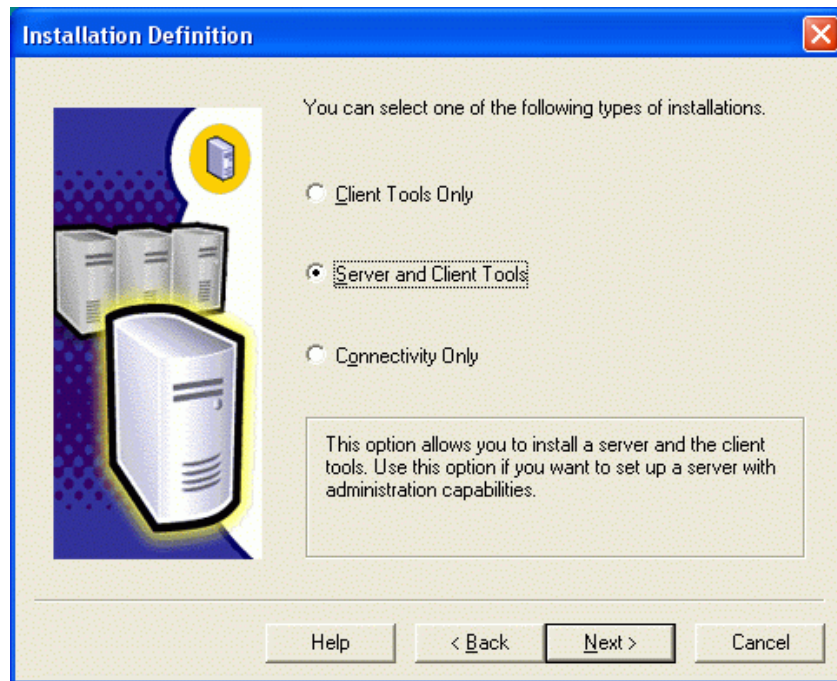 Installation Definition
You can select one of the following types of installations.
Client Tools Only
Server and Client Tools
Connectivity Only
This option allows you to install a server and the client
tools. Use this option if you want to set up a server with
administration capabilities.
Help
< Back
Next >
Cancel